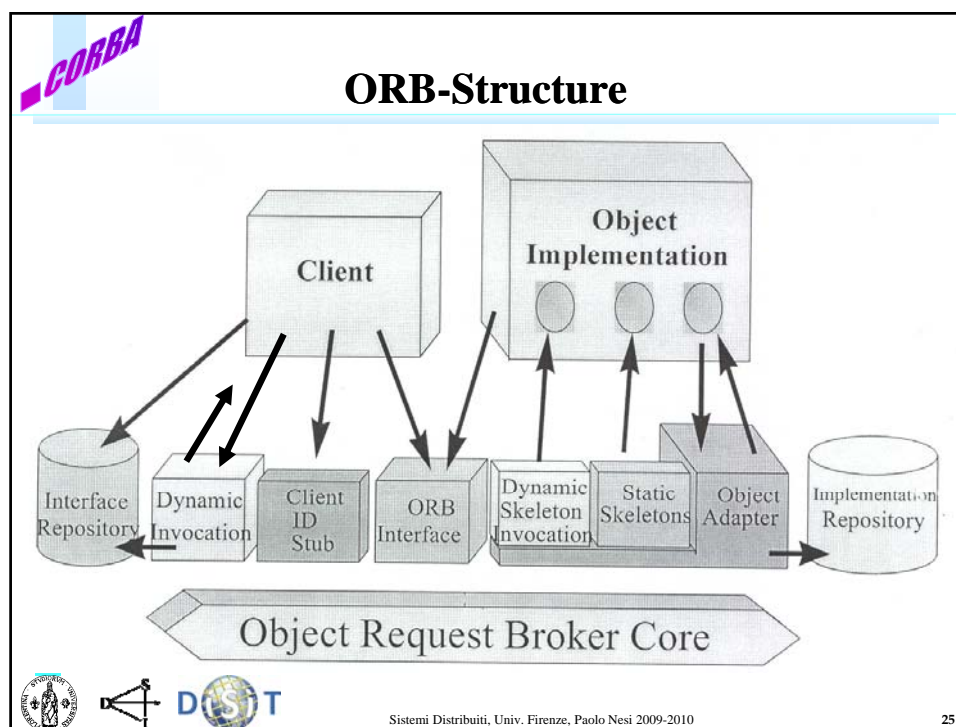 CORBA
ORB-Structure
Client
Object
Implementation
Interface
Repository
Dynamic
Invocation
Client
ID
Stub
ORB
Interface
Dynamic
Skeleton
Invocation
Static
Skeletons
Object
Adapter
Implementation
Repository
Object Request Broker Core
DISIT
Sistemi Distribuiti, Univ. Firenze, Paolo Nesi 2009-2010
25